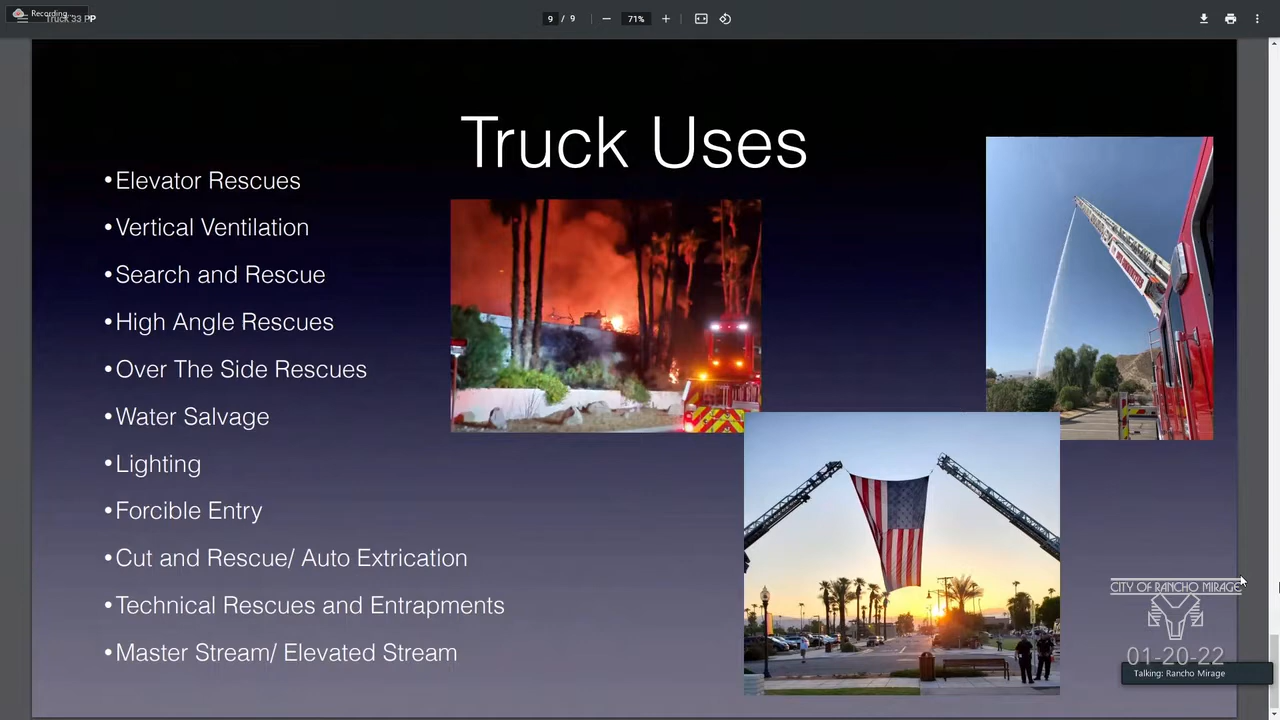 Recording...
Truck 33 PP
9 / 9
71%
Truck Uses
•Elevator Rescues
•Vertical Ventilation
•Search and Rescue
•High Angle Rescues
•Over The Side Rescues
•Water Salvage
•Lighting
•Forcible Entry
•Cut and Rescue/ Auto Extrication
•Technical Rescues and Entrapments
•Master Stream/ Elevated Stream
CITY OF RANCHO MIRAGE
01-20-22
Talking: Rancho Mirage